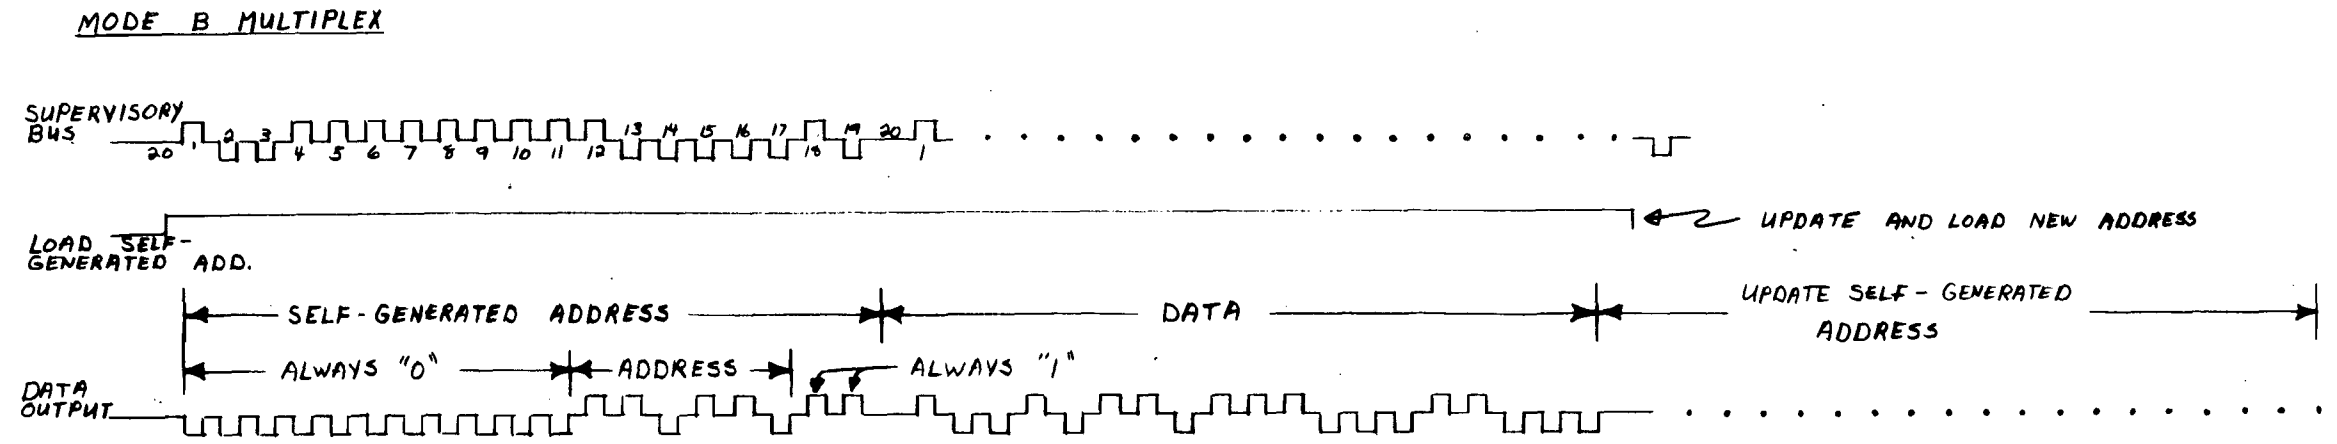 MODE B MULTIPLEX
SUPERVISORY
BUS
20 1 2 3 4 5 6 7 8 9 10 11 12 13 14 15 16 17 18 19 20 1
LOAD SELF-
GENERATED ADD.
UPDATE AND LOAD NEW ADDRESS
SELF-GENERATED ADDRESS
DATA
UPDATE SELF-GENERATED
ADDRESS
ALWAYS "0"
ADDRESS
ALWAYS "1"
DATA
OUTPUT